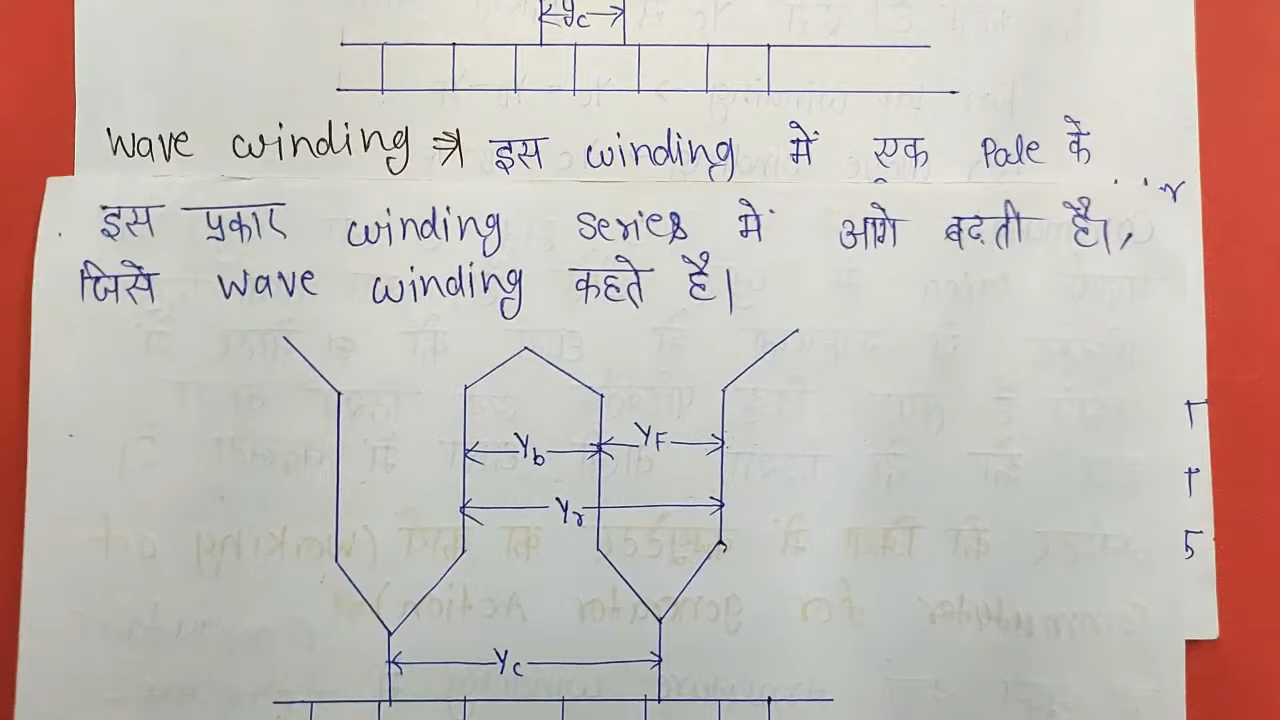 Yc
wave winding ⇒ इस winding में एक Pole के
इस प्रकार winding series में आगे बढ़ती है।,
जिसे wave winding कहते है।
Yb YF
Yr
Yc